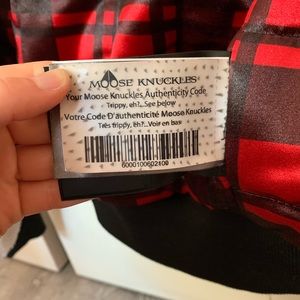 MOOSE KNUCKLES
Your Moose Knuckles Authenticity Code
Trippy, eh?...See below
Votre Code D'authenticité Moose Knuckles
Très trippy, eh?...Voir en bas